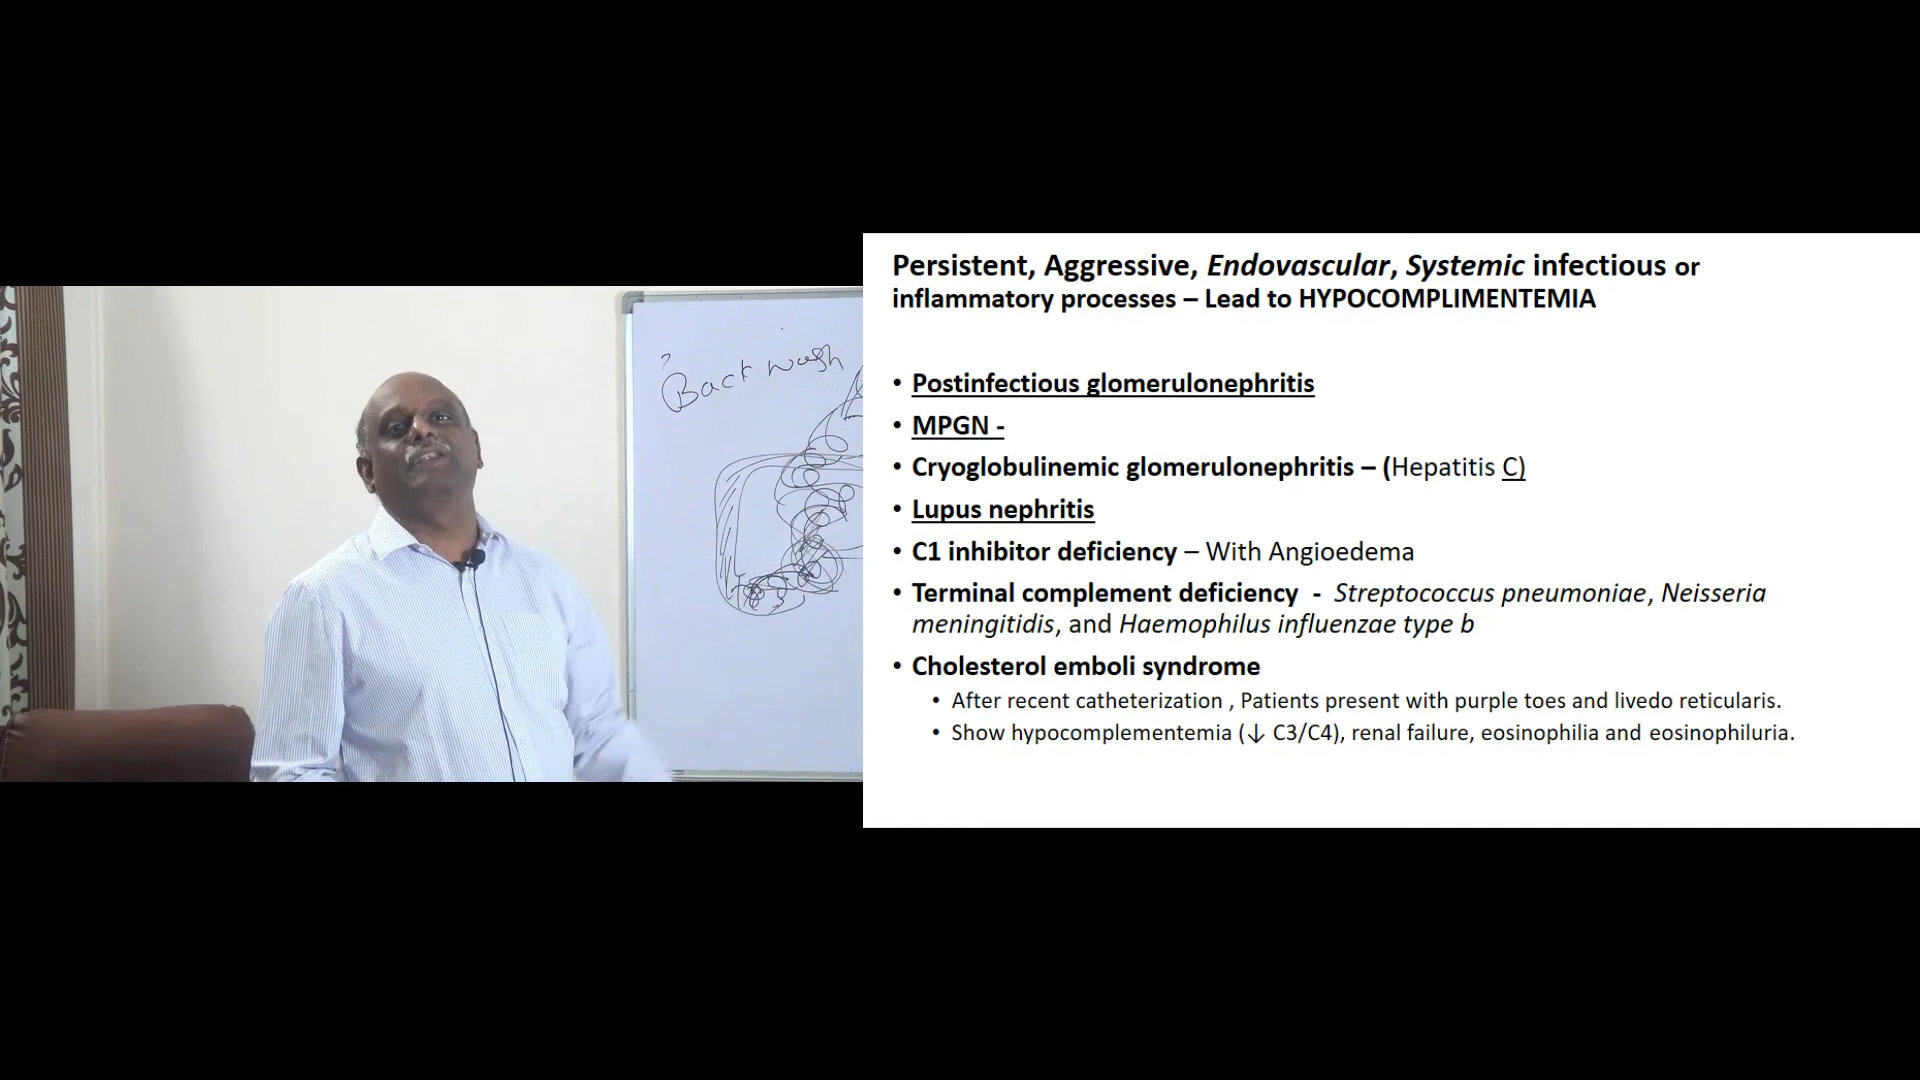 ?
Back wash
Persistent, Aggressive, Endovascular, Systemic infectious or
inflammatory processes – Lead to HYPOCOMPLIMENTEMIA
• Postinfectious glomerulonephritis
• MPGN -
• Cryoglobulinemic glomerulonephritis – (Hepatitis C)
• Lupus nephritis
• C1 inhibitor deficiency – With Angioedema
• Terminal complement deficiency - Streptococcus pneumoniae, Neisseria
meningitidis, and Haemophilus influenzae type b
• Cholesterol emboli syndrome
• After recent catheterization , Patients present with purple toes and livedo reticularis.
• Show hypocomplementemia (↓ C3/C4), renal failure, eosinophilia and eosinophiluria.